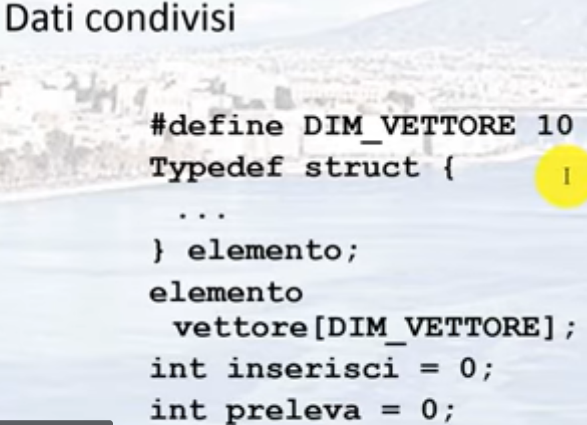 Dati condivisi
#define DIM_VETTORE 10
Typedef struct {
...
} elemento;
elemento
vettore[DIM_VETTORE];
int inserisci = 0;
int preleva = 0;